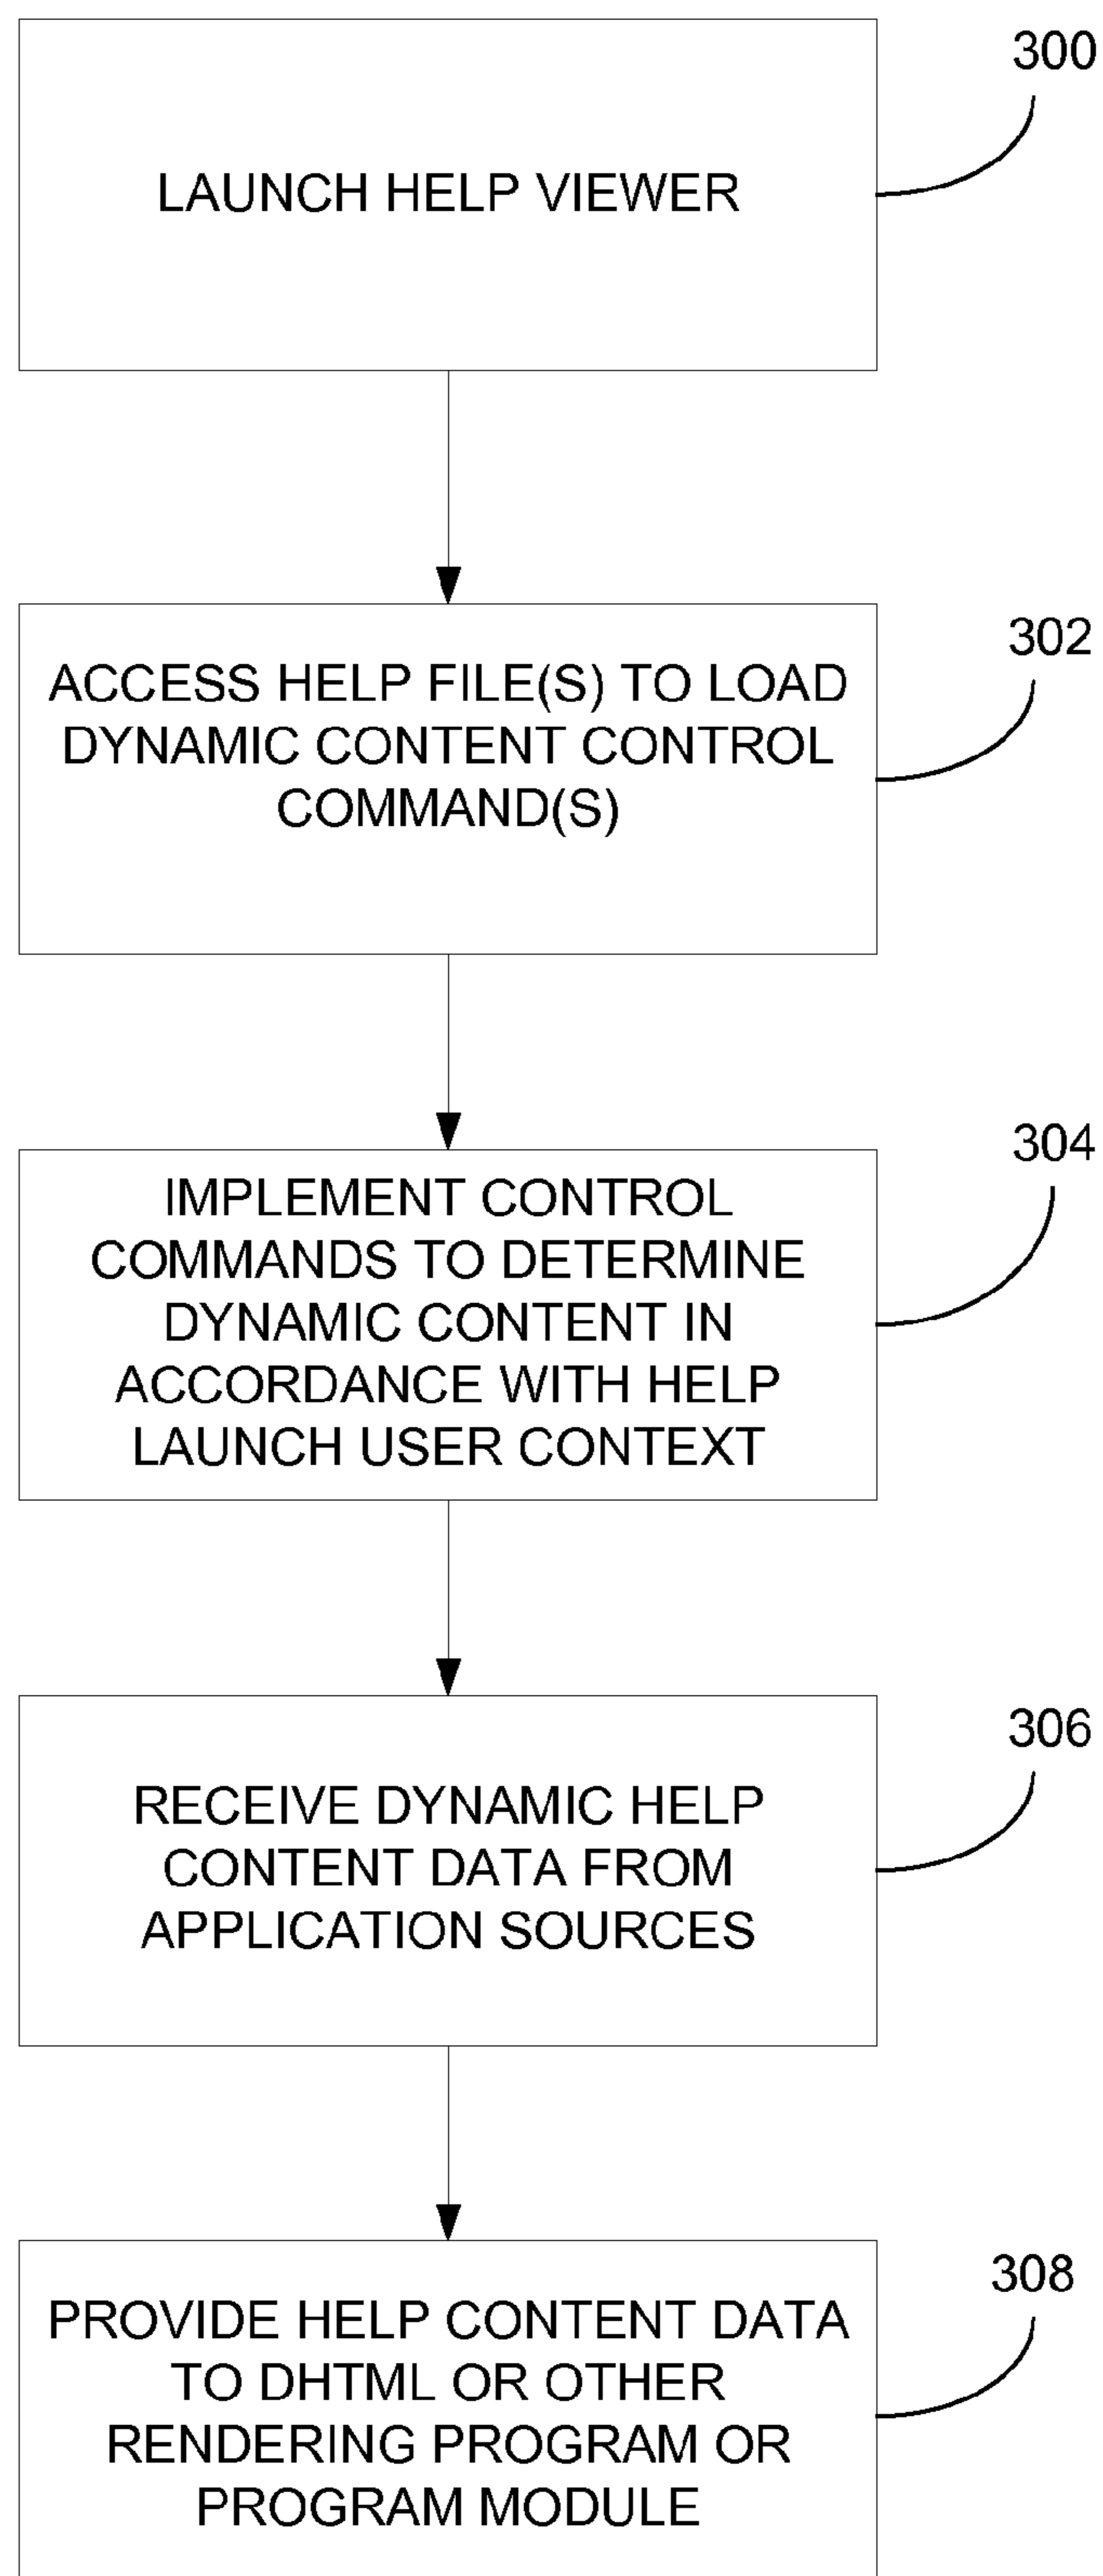 300
LAUNCH HELP VIEWER
302
ACCESS HELP FILE(S) TO LOAD
DYNAMIC CONTENT CONTROL
COMMAND(S)
304
IMPLEMENT CONTROL
COMMANDS TO DETERMINE
DYNAMIC CONTENT IN
ACCORDANCE WITH HELP
LAUNCH USER CONTEXT
306
RECEIVE DYNAMIC HELP
CONTENT DATA FROM
APPLICATION SOURCES
308
PROVIDE HELP CONTENT DATA
TO DHTML OR OTHER
RENDERING PROGRAM OR
PROGRAM MODULE